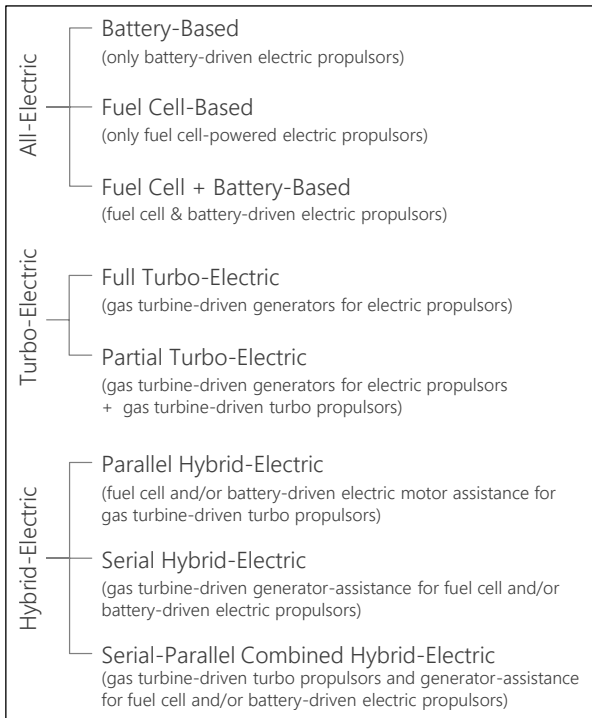 All-Electric
Battery-Based
(only battery-driven electric propulsors)
Fuel Cell-Based
(only fuel cell-powered electric propulsors)
Fuel Cell + Battery-Based
(fuel cell & battery-driven electric propulsors)
Turbo-Electric
Full Turbo-Electric
(gas turbine-driven generators for electric propulsors)
Partial Turbo-Electric
(gas turbine-driven generators for electric propulsors
+ gas turbine-driven turbo propulsors)
Hybrid-Electric
Parallel Hybrid-Electric
(fuel cell and/or battery-driven electric motor assistance for
gas turbine-driven turbo propulsors)
Serial Hybrid-Electric
(gas turbine-driven generator-assistance for fuel cell and/or
battery-driven electric propulsors)
Serial-Parallel Combined Hybrid-Electric
(gas turbine-driven turbo propulsors and generator-assistance
for fuel cell and/or battery-driven electric propulsors)